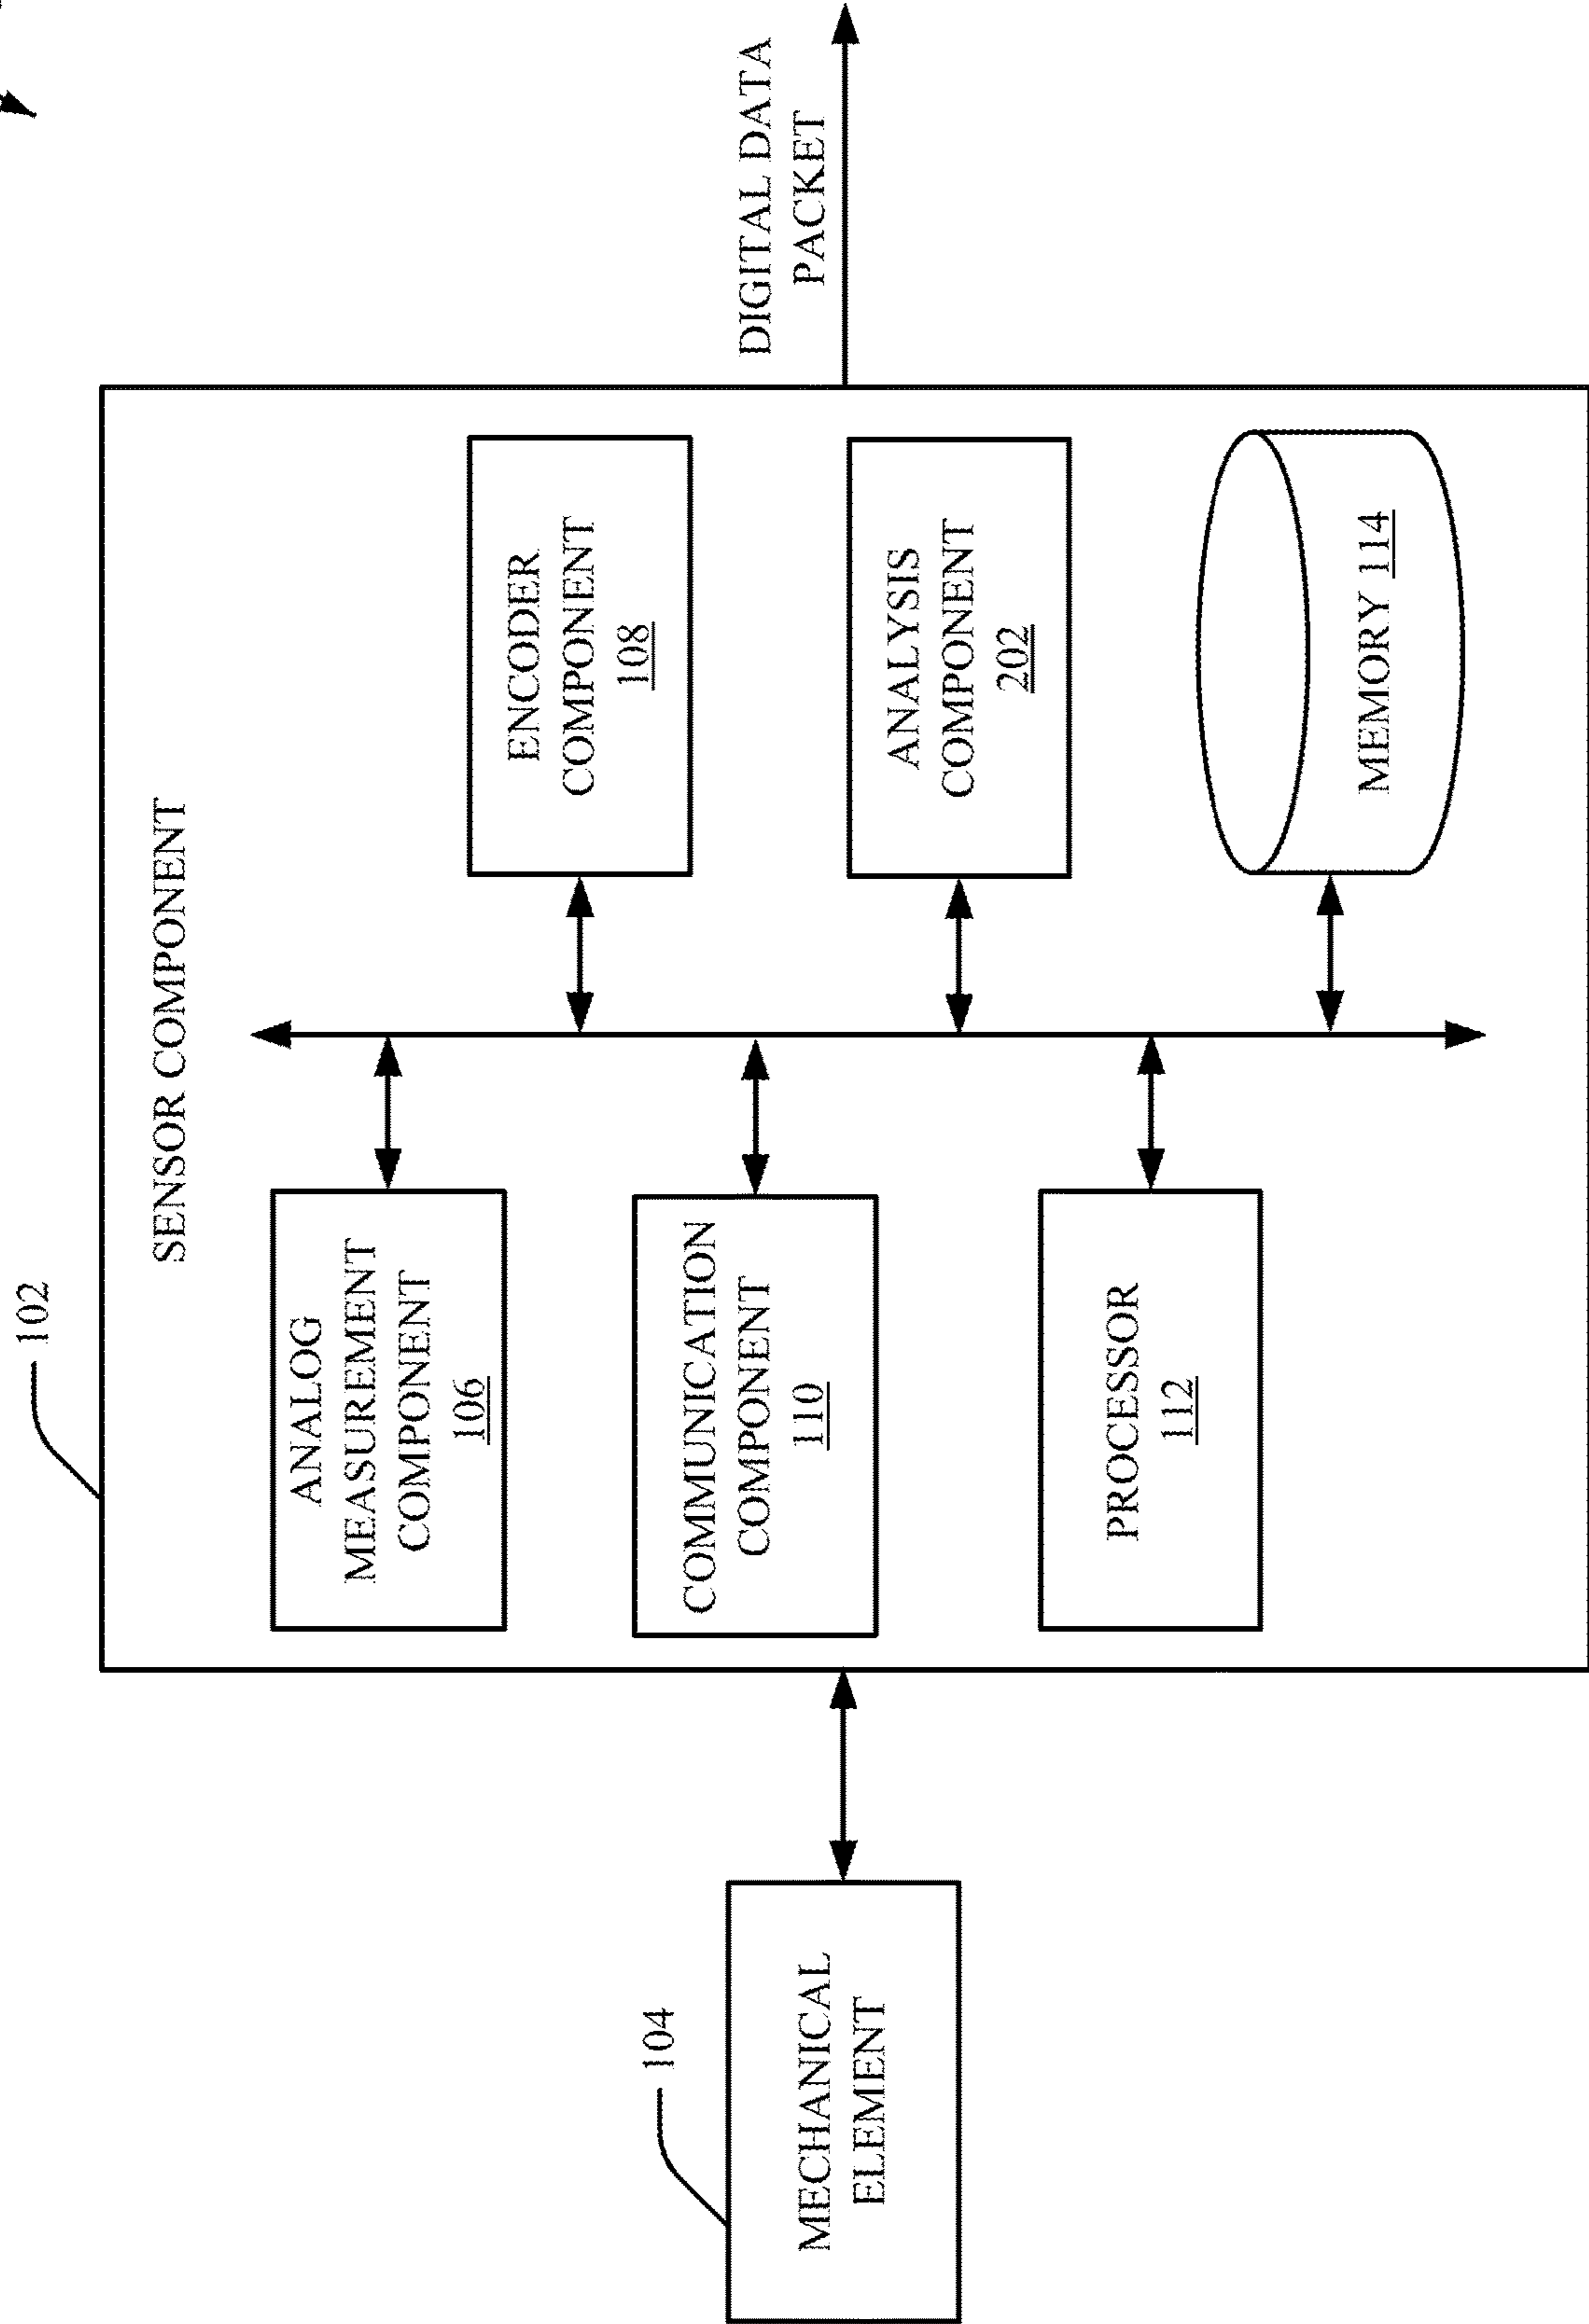 102
SENSOR COMPONENT
ANALOG
MEASUREMENT
COMPONENT
106
ENCODER
COMPONENT
108
104
MECHANICAL
ELEMENT
COMMUNICATION
COMPONENT
110
DIGITAL DATA
PACKET
ANALYSIS
COMPONENT
202
PROCESSOR
112
MEMORY 114